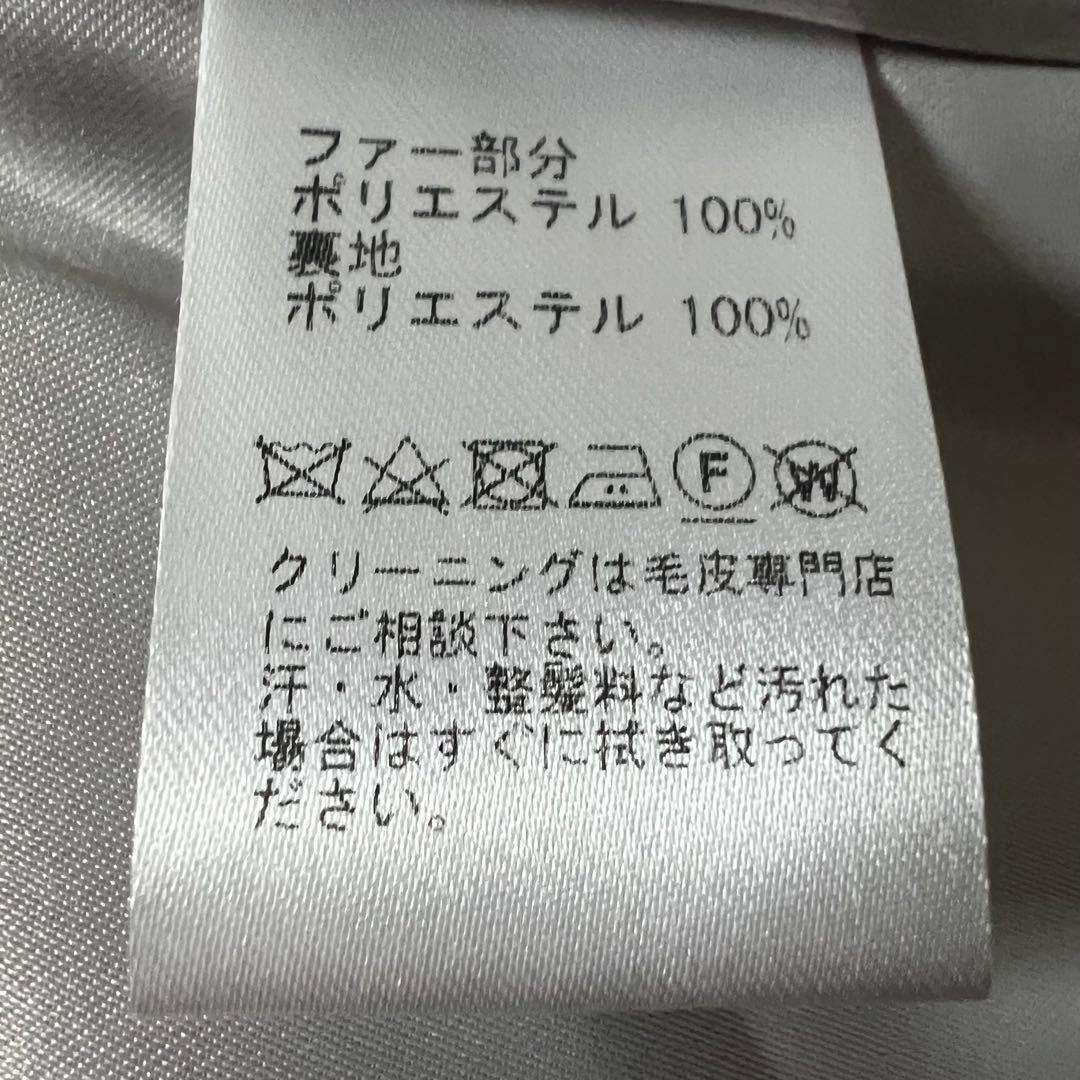 ファー部分
ポリエステル 100%
裏地
ポリエステル 100%
F W
クリーニングは毛皮専門店
にご相談下さい。
汗・水・整髪料など汚れた
場合はすぐに拭き取ってく
ださい。